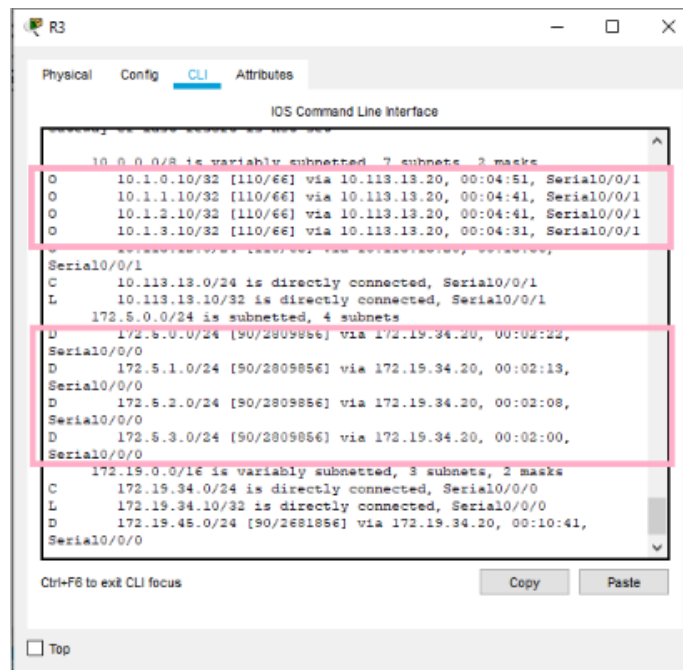 R3
Physical Config CLI Attributes
IOS Command Line Interface
10.0.0.0/8 is variably subnetted, 7 subnets, 2 masks
O 10.1.0.10/32 [110/66] via 10.113.13.20, 00:04:51, Serial0/0/1
O 10.1.1.10/32 [110/66] via 10.113.13.20, 00:04:41, Serial0/0/1
O 10.1.2.10/32 [110/66] via 10.113.13.20, 00:04:41, Serial0/0/1
O 10.1.3.10/32 [110/66] via 10.113.13.20, 00:04:31, Serial0/0/1
Serial0/0/1
C 10.113.13.0/24 is directly connected, Serial0/0/1
L 10.113.13.10/32 is directly connected, Serial0/0/1
172.5.0.0/24 is subnetted, 4 subnets
D 172.5.0.0/24 [90/2809856] via 172.19.34.20, 00:02:22,
Serial0/0/0
D 172.5.1.0/24 [90/2809856] via 172.19.34.20, 00:02:13,
Serial0/0/0
D 172.5.2.0/24 [90/2809856] via 172.19.34.20, 00:02:08,
Serial0/0/0
D 172.5.3.0/24 [90/2809856] via 172.19.34.20, 00:02:00,
Serial0/0/0
172.19.0.0/16 is variably subnetted, 3 subnets, 2 masks
C 172.19.34.0/24 is directly connected, Serial0/0/0
L 172.19.34.10/32 is directly connected, Serial0/0/0
D 172.19.45.0/24 [90/2681856] via 172.19.34.20, 00:10:41,
Serial0/0/0
Ctrl+F6 to exit CLI focus
Copy Paste
Top